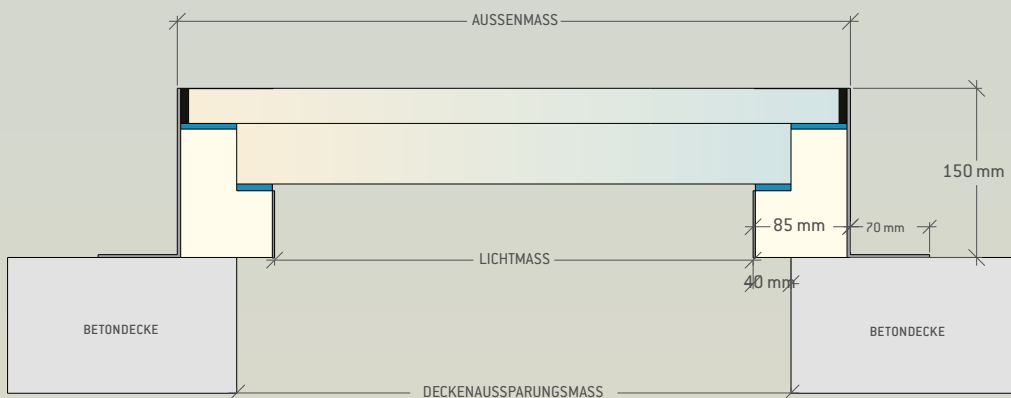 AUSSENMASS
150 mm
85 mm
70 mm
LICHTMASS
40 mm
BETONDECKE
BETONDECKE
DECKENAUSSPARUNGSMASS